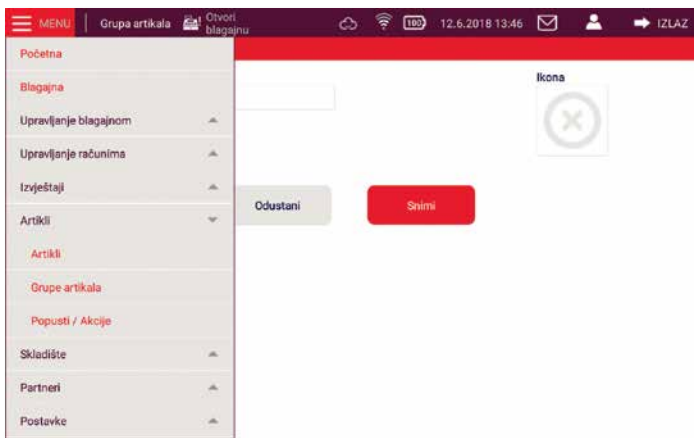 MENU Grupa artikala Otvori blagajnu 100 12.6.2018 13:46 IZLAZ
Početna
Ikona
Blagajna
Upravljanje blagajnom
Upravljanje računima
Izvještaji
Odustani Snimi
Artikli
Artikli
Grupe artikala
Popusti / Akcije
Skladište
Partneri
Postavke